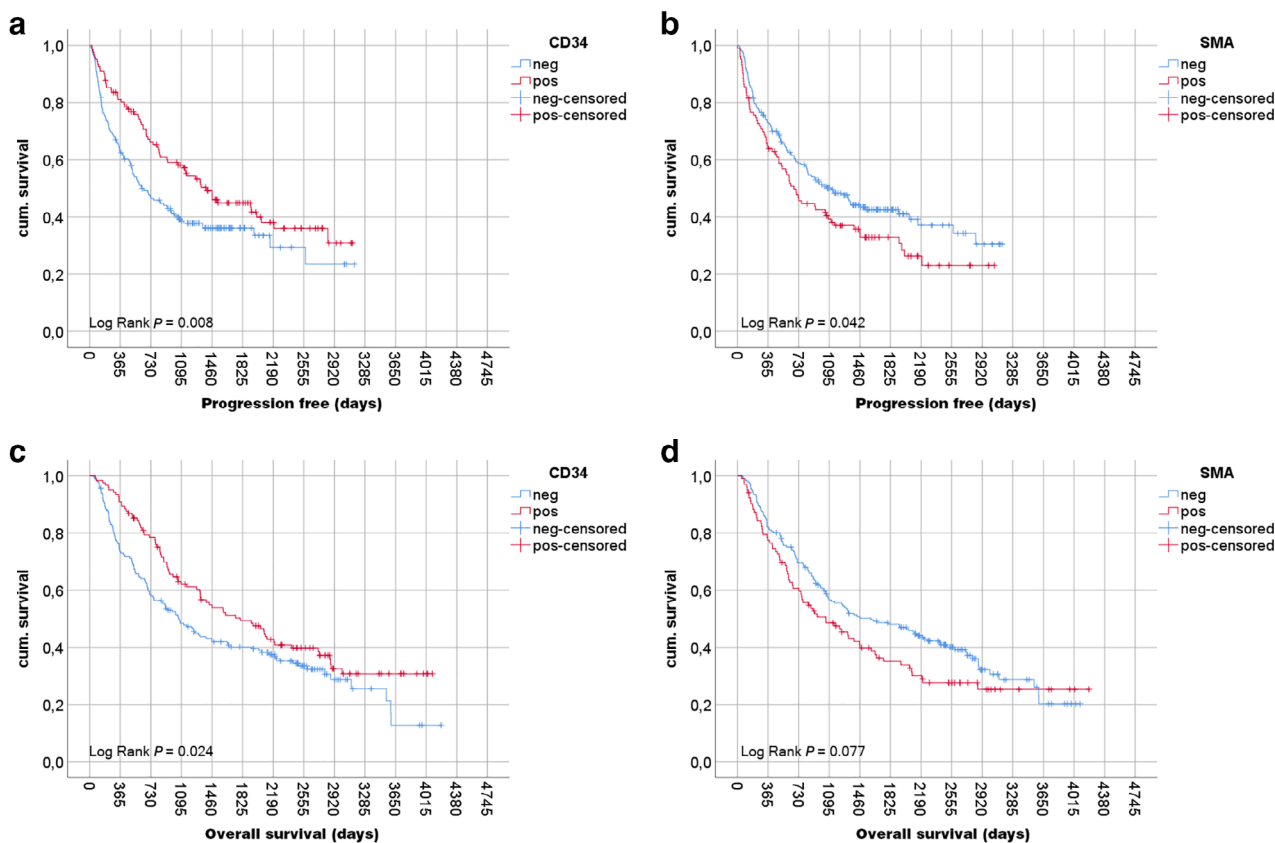 a
CD34
neg
pos
neg-censored
pos-censored
cum. survival
1,0
0,8
0,6
0,4
0,2
0,0
Log Rank P = 0.008
0 365 730 1095 1460 1825 2190 2555 2920 3285 3650 4015 4380 4745
Progression free (days)
b
SMA
neg
pos
neg-censored
pos-censored
cum. survival
1,0
0,8
0,6
0,4
0,2
0,0
Log Rank P = 0.042
0 365 730 1095 1460 1825 2190 2555 2920 3285 3650 4015 4380 4745
Progression free (days)
c
CD34
neg
pos
neg-censored
pos-censored
cum. survival
1,0
0,8
0,6
0,4
0,2
0,0
Log Rank P = 0.024
0 365 730 1095 1460 1825 2190 2555 2920 3285 3650 4015 4380 4745
Overall survival (days)
d
SMA
neg
pos
neg-censored
pos-censored
cum. survival
1,0
0,8
0,6
0,4
0,2
0,0
Log Rank P = 0.077
0 365 730 1095 1460 1825 2190 2555 2920 3285 3650 4015 4380 4745
Overall survival (days)